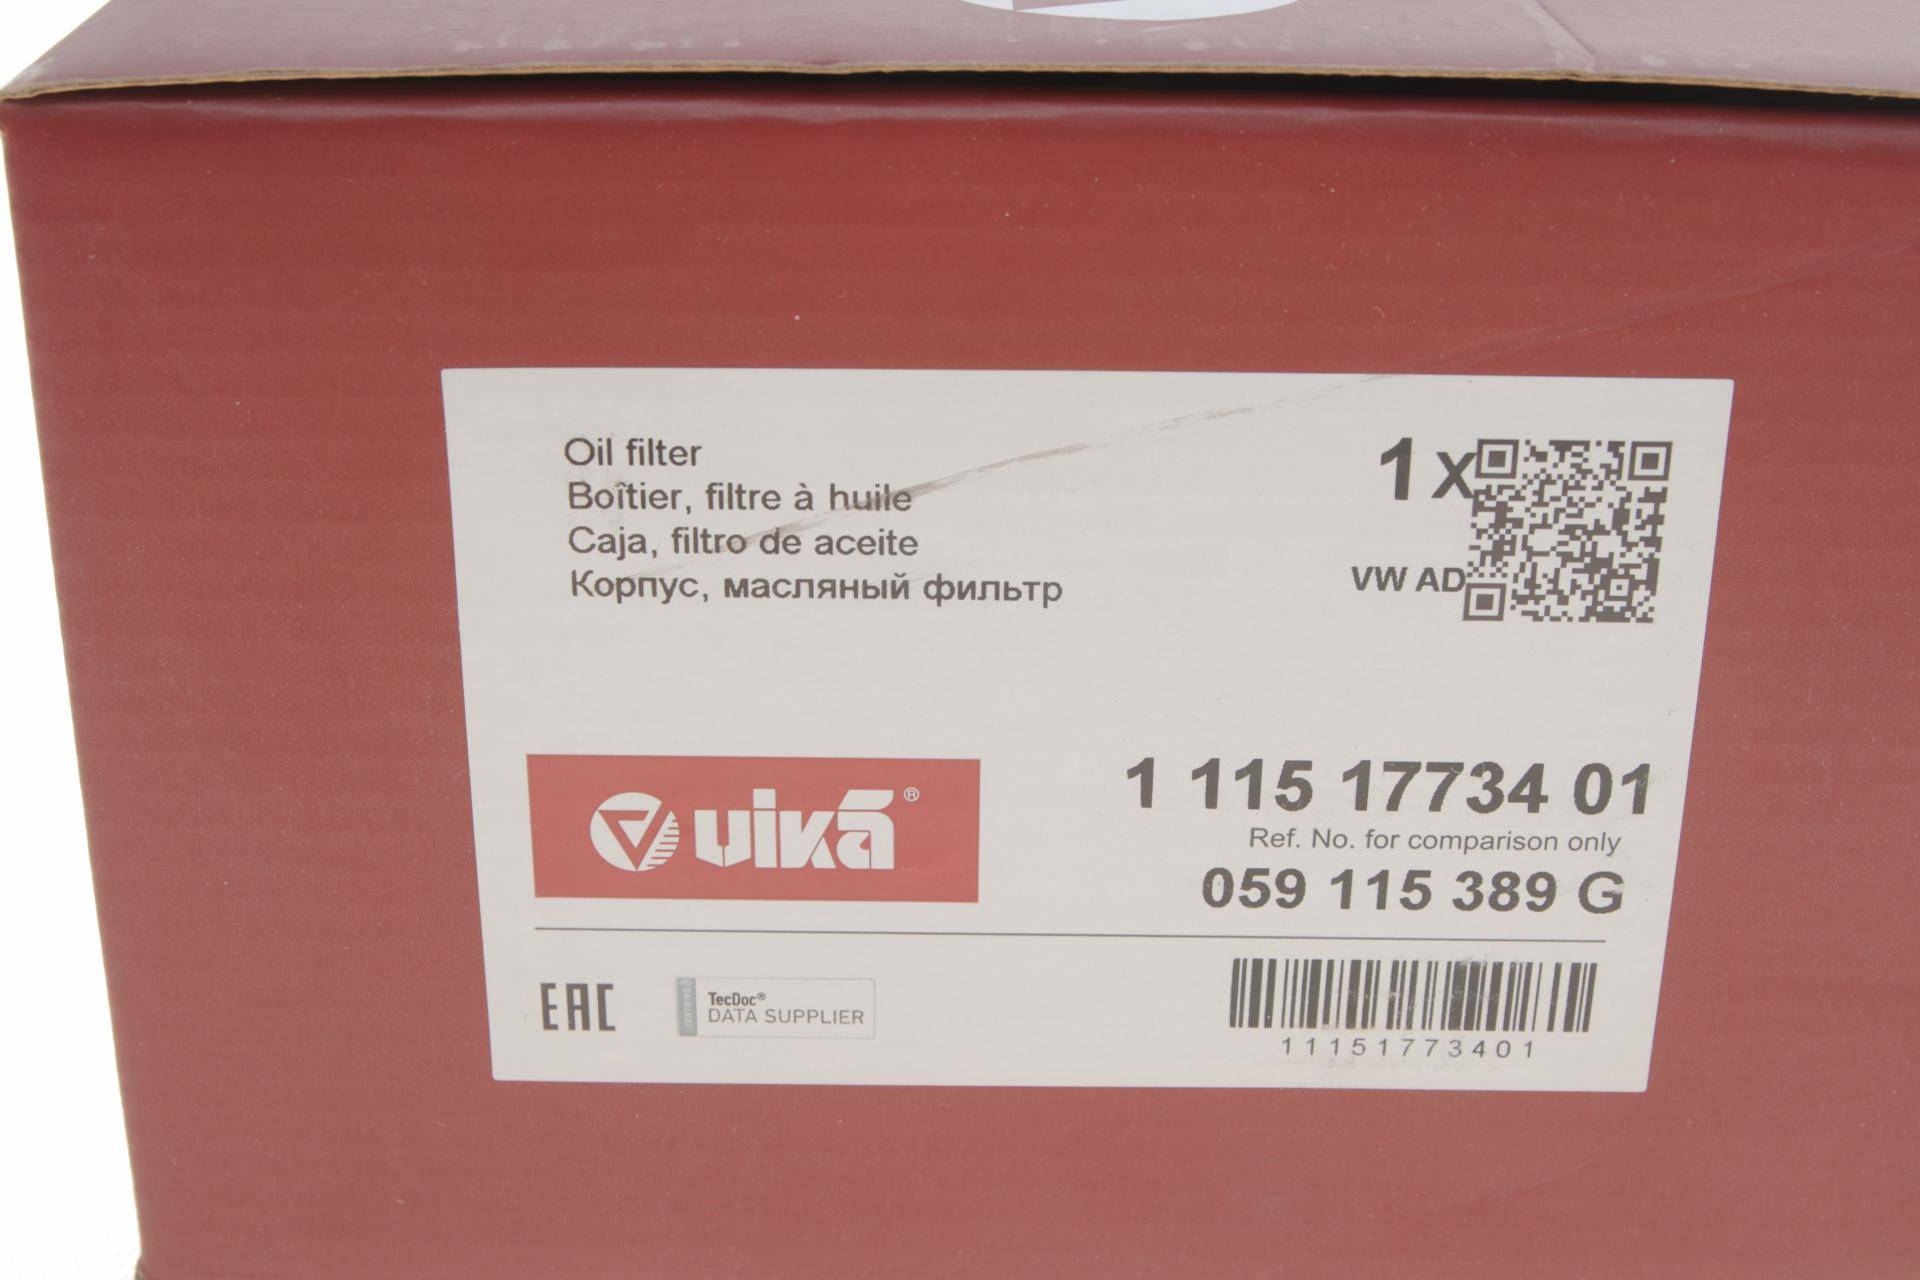 Oil filter
Boîtier, filtre à huile
Caja, filtro de aceite
Корпус, масляный фильтр
1 x
VW AD
vika®
1 115 17734 01
Ref. No. for comparison only
059 115 389 G
EAC
CERTIFIED
TecDoc®
DATA SUPPLIER
11151773401